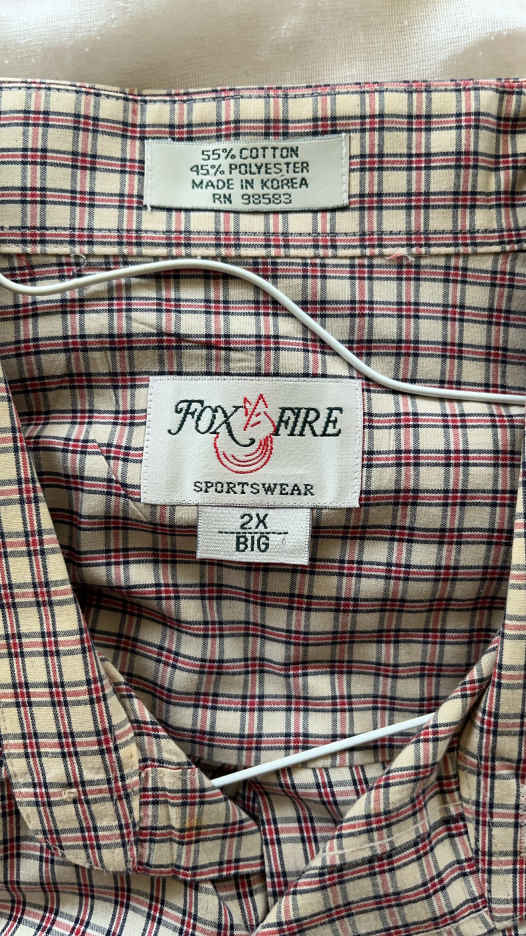 55% COTTON
45% POLYESTER
MADE IN KOREA
RN 98583
FOX FIRE
SPORTSWEAR
2X
BIG